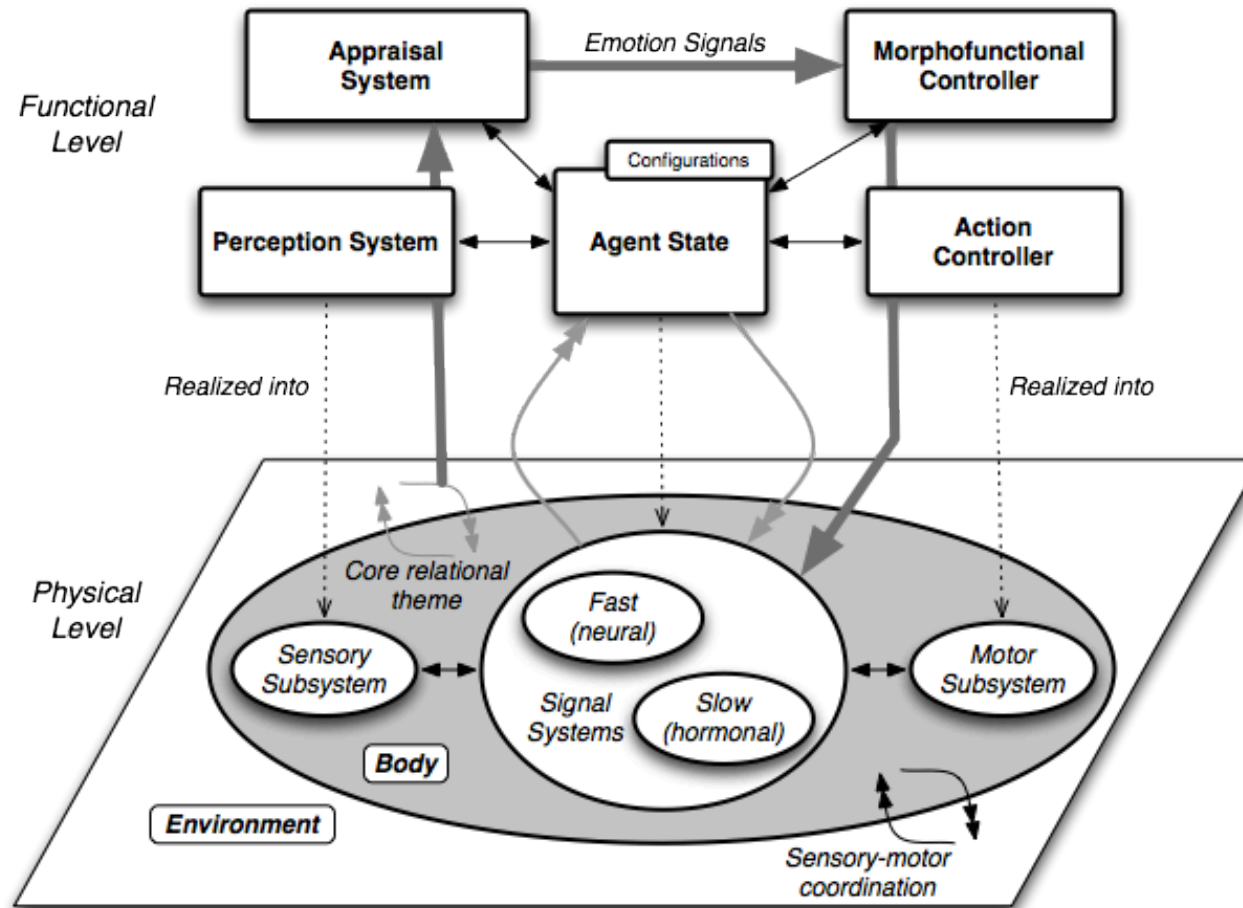 Appraisal
System
Emotion Signals
Morphofunctional
Controller
Functional
Level
Configurations
Perception System
Agent State
Action
Controller
Realized into
Realized into
Physical
Level
Core relational
theme
Fast
(neural)
Sensory
Subsystem
Signal
Systems
Slow
(hormonal)
Motor
Subsystem
Body
Environment
Sensory-motor
coordination